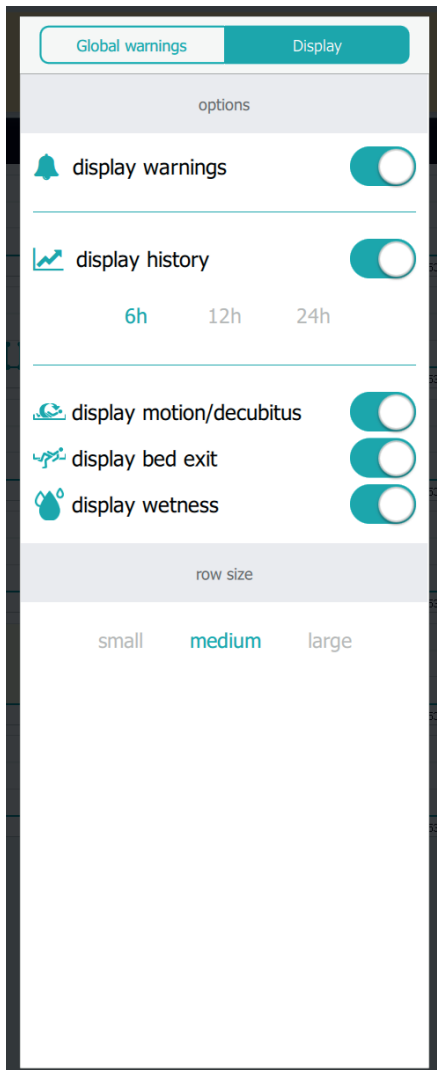 Global warnings Display
options
display warnings
display history
6h 12h 24h
display motion/decubitus
display bed exit
display wetness
row size
small medium large